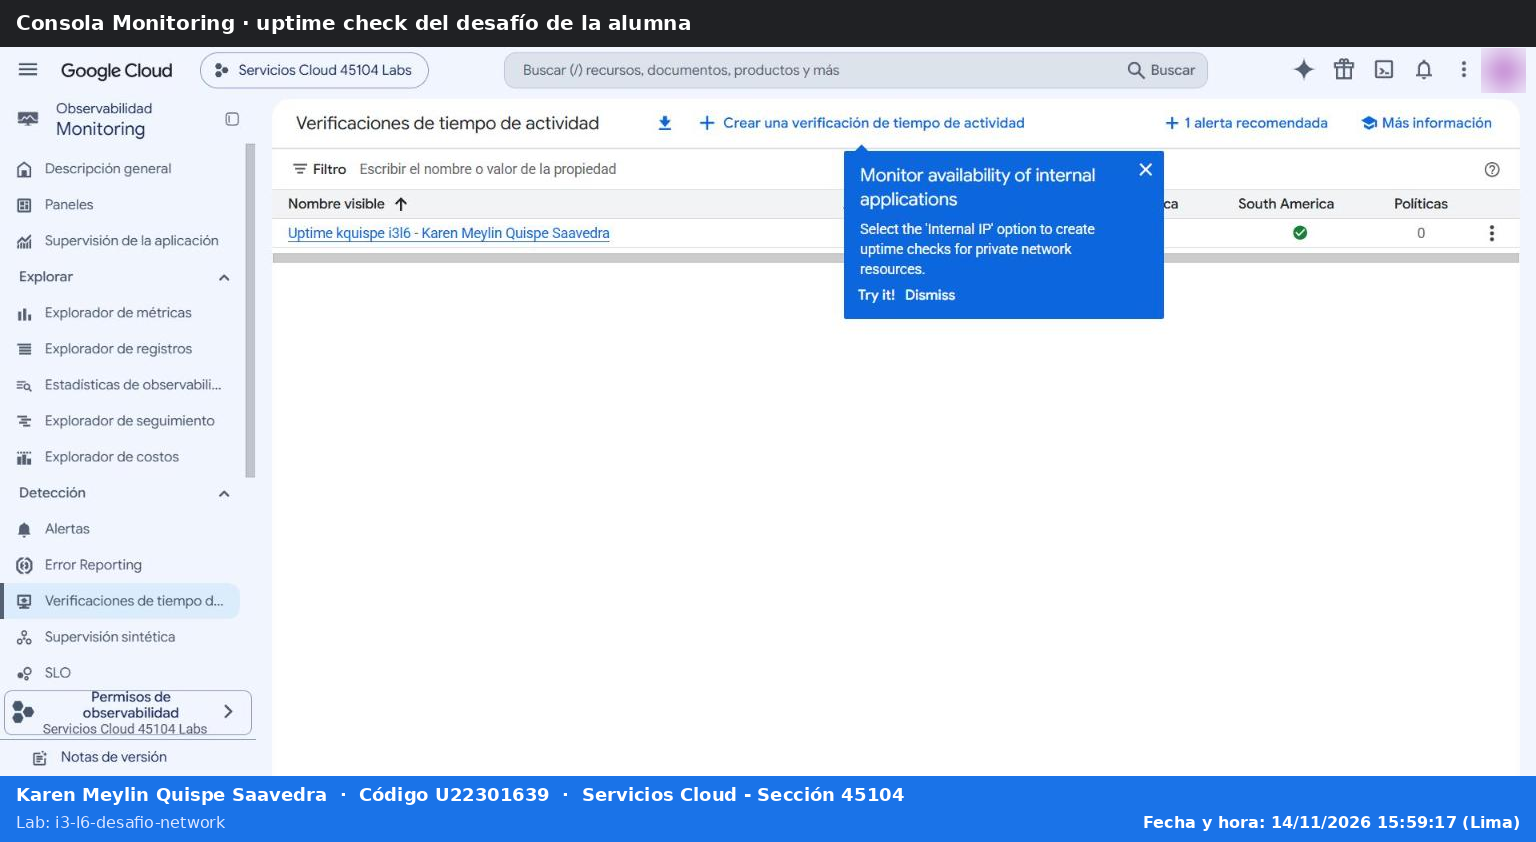 Consola Monitoring · uptime check del desafío de la alumna
Google Cloud
Servicios Cloud 45104 Labs
Buscar (/) recursos, documentos, productos y más
Buscar
Observabilidad
Monitoring
Descripción general
Paneles
Supervisión de la aplicación
Explorar
Explorador de métricas
Explorador de registros
Estadísticas de observabili...
Explorador de seguimiento
Explorador de costos
Detección
Alertas
Error Reporting
Verificaciones de tiempo d...
Supervisión sintética
SLO
Permisos de
observabilidad
Servicios Cloud 45104 Labs
Notas de versión
Verificaciones de tiempo de actividad
Crear una verificación de tiempo de actividad
1 alerta recomendada
Más información
Filtro Escribir el nombre o valor de la propiedad
Nombre visible ca South America Políticas
Uptime kquispe i3l6 - Karen Meylin Quispe Saavedra 0
Monitor availability of internal
applications
Select the 'Internal IP' option to create
uptime checks for private network
resources.
Try it! Dismiss
Karen Meylin Quispe Saavedra · Código U22301639 · Servicios Cloud - Sección 45104
Lab: i3-l6-desafio-network
Fecha y hora: 14/11/2026 15:59:17 (Lima)